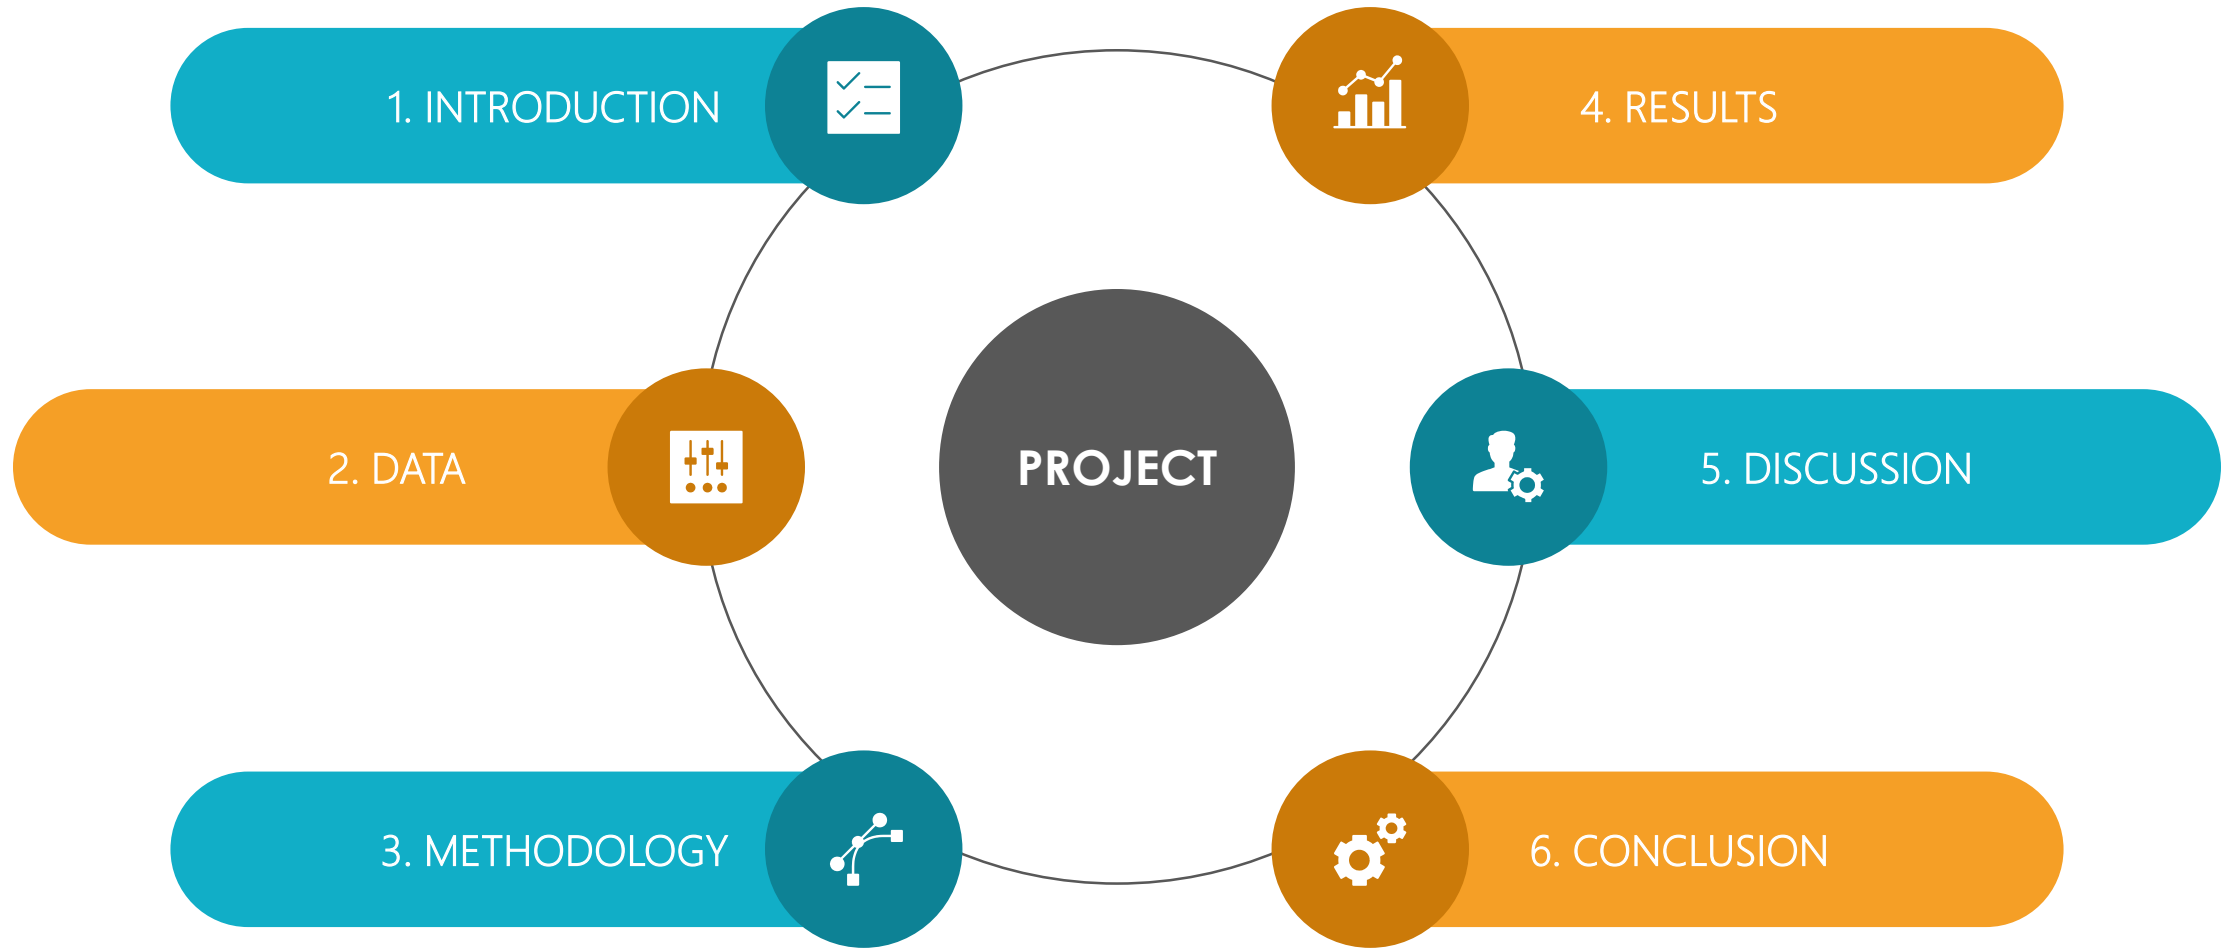 1. INTRODUCTION
2. DATA
3. METHODOLOGY
PROJECT
4. RESULTS
5. DISCUSSION
6. CONCLUSION